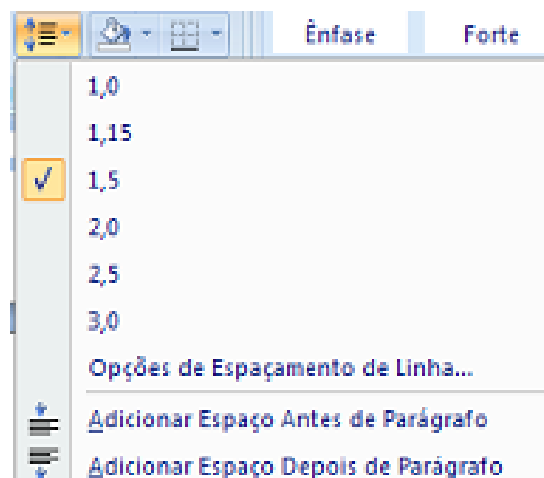 Ênfase Forte
1,0
1,15
1,5
2,0
2,5
3,0
Opções de Espaçamento de Linha...
Adicionar Espaço Antes de Parágrafo
Adicionar Espaço Depois de Parágrafo